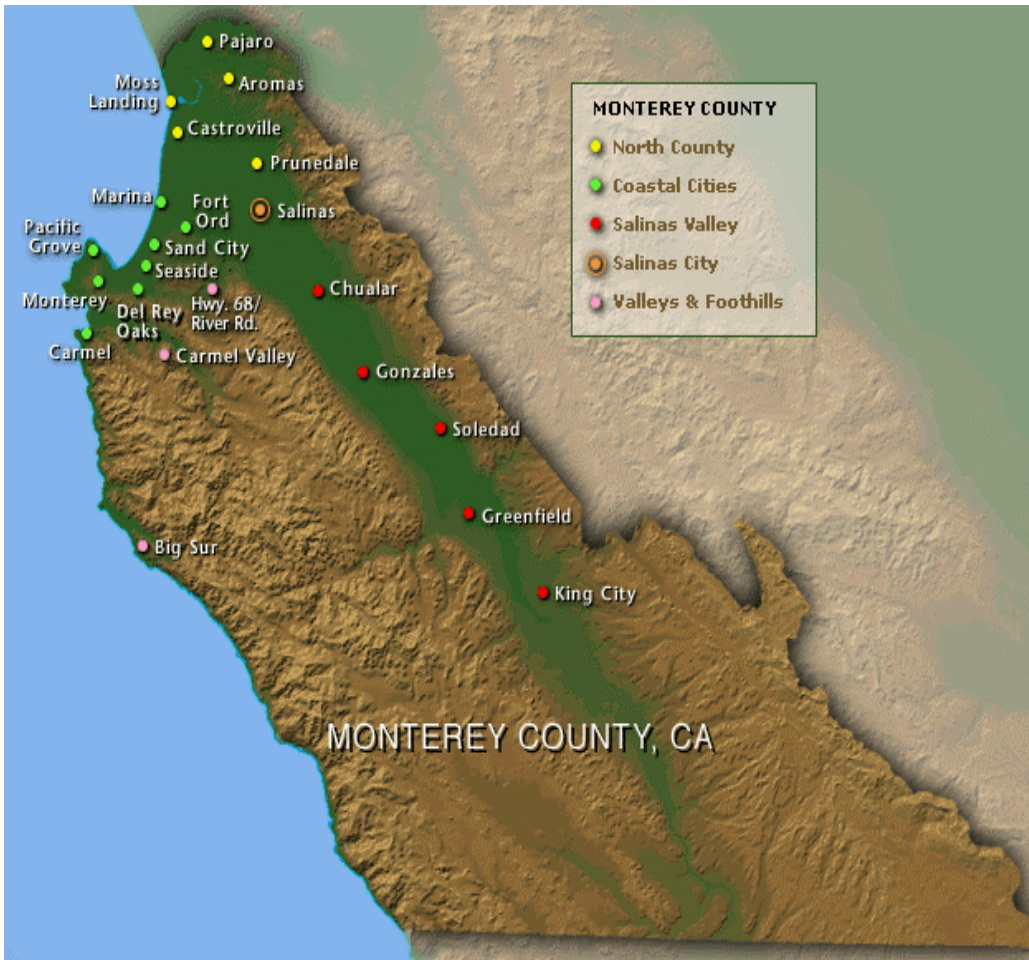 Pajaro
Aromas
Moss
Landing
Castroville
Prunedale
Marina
Fort
Ord
Salinas
Pacific
Grove
Sand City
Seaside
Monterey
Del Rey
Oaks
Hwy. 68/
River Rd.
Chualar
Carmel
Carmel Valley
Gonzales
Soledad
Greenfield
Big Sur
King City
MONTEREY COUNTY, CA
MONTEREY COUNTY
North County
Coastal Cities
Salinas Valley
Salinas City
Valleys & Foothills